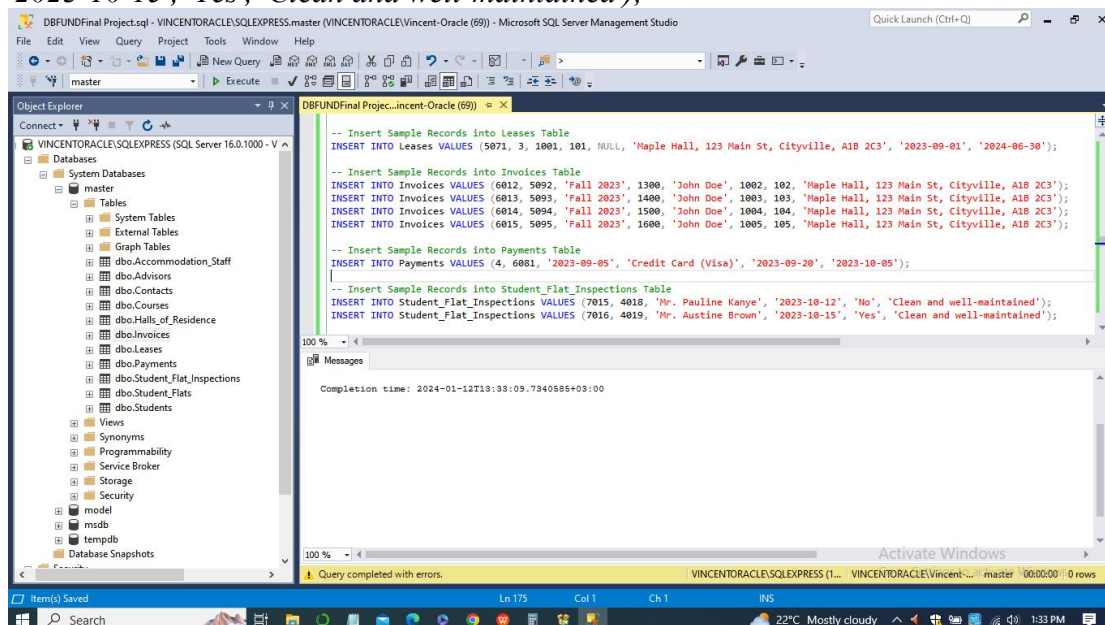 2023-10-15', 'Yes', 'Clean and well-maintained');
DBFUNDFinal Project.sql - VINCENTORACLE\SQLEXPRESS.master (VINCENTORACLE\Vincent-Oracle (69)) - Microsoft SQL Server Management Studio
Quick Launch (Ctrl+Q)
File Edit View Query Project Tools Window Help
New Query
master Execute
Object Explorer
DBFUNDFinal Projec...incent-Oracle (69))
Connect
VINCENTORACLE\SQLEXPRESS (SQL Server 16.0.1000 - V
Databases
System Databases
master
Tables
System Tables
External Tables
Graph Tables
dbo.Accommodation_Staff
dbo.Advisors
dbo.Contacts
dbo.Courses
dbo.Halls_of_Residence
dbo.Invoices
dbo.Leases
dbo.Payments
dbo.Student_Flat_Inspections
dbo.Student_Flats
dbo.Students
Views
Synonyms
Programmability
Service Broker
Storage
Security
model
msdb
tempdb
Database Snapshots
-- Insert Sample Records into Leases Table
INSERT INTO Leases VALUES (5071, 3, 1001, 101, NULL, 'Maple Hall, 123 Main St, Cityville, A1B 2C3', '2023-09-01', '2024-06-30');
-- Insert Sample Records into Invoices Table
INSERT INTO Invoices VALUES (6012, 5092, 'Fall 2023', 1300, 'John Doe', 1002, 102, 'Maple Hall, 123 Main St, Cityville, A1B 2C3');
INSERT INTO Invoices VALUES (6013, 5093, 'Fall 2023', 1400, 'John Doe', 1003, 103, 'Maple Hall, 123 Main St, Cityville, A1B 2C3');
INSERT INTO Invoices VALUES (6014, 5094, 'Fall 2023', 1500, 'John Doe', 1004, 104, 'Maple Hall, 123 Main St, Cityville, A1B 2C3');
INSERT INTO Invoices VALUES (6015, 5095, 'Fall 2023', 1600, 'John Doe', 1005, 105, 'Maple Hall, 123 Main St, Cityville, A1B 2C3');
-- Insert Sample Records into Payments Table
INSERT INTO Payments VALUES (4, 6081, '2023-09-05', 'Credit Card (Visa)', '2023-09-20', '2023-10-05');
-- Insert Sample Records into Student_Flat_Inspections Table
INSERT INTO Student_Flat_Inspections VALUES (7015, 4018, 'Mr. Pauline Kanye', '2023-10-12', 'No', 'Clean and well-maintained');
INSERT INTO Student_Flat_Inspections VALUES (7016, 4019, 'Mr. Austine Brown', '2023-10-15', 'Yes', 'Clean and well-maintained');
100 %
Messages
Completion time: 2024-01-12T13:33:09.7340585+03:00
100 %
Activate Windows
Query completed with errors. VINCENTORACLE\SQLEXPRESS (1... VINCENTORACLE\Vincent-... master 00:00:00 0 rows
Item(s) Saved Ln 175 Col 1 Ch 1 INS
Search 22°C Mostly cloudy 1:33 PM